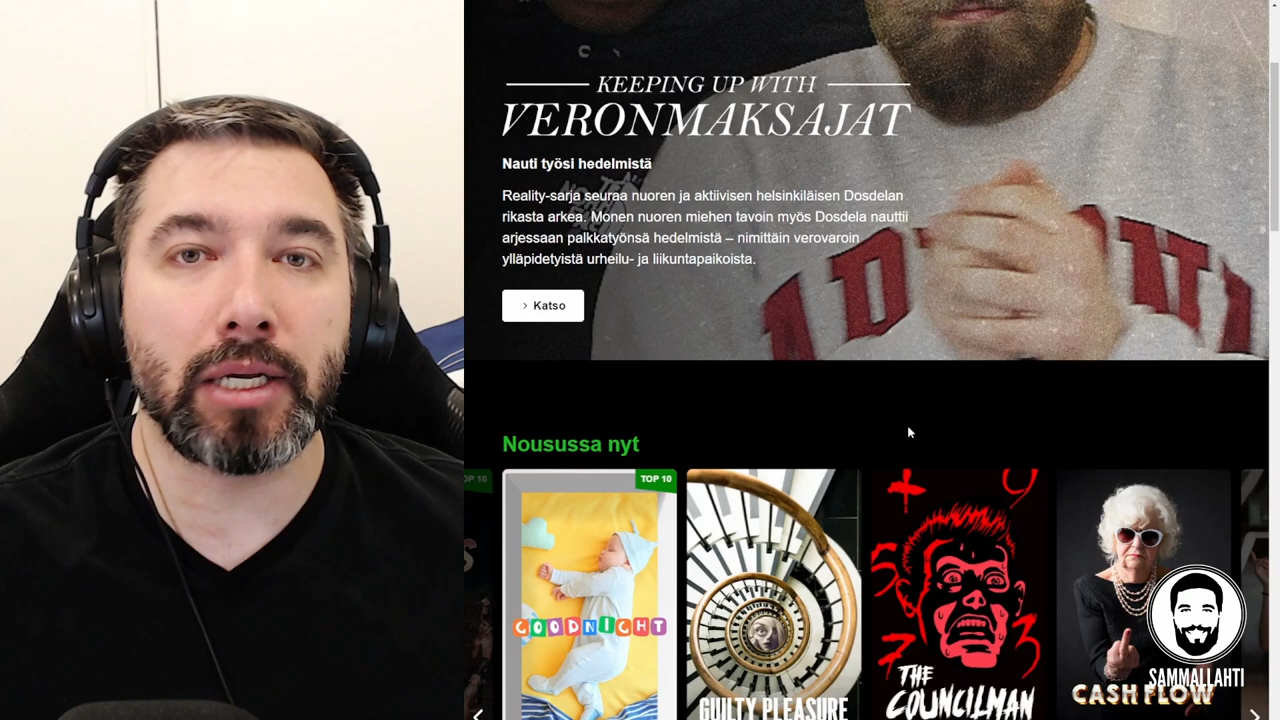 KEEPING UP WITH
VERONMAKSAJAT
Nauti työsi hedelmistä
Reality-sarja seuraa nuoren ja aktiivisen helsinkiläisen Dosdelan
rikasta arkea. Monen nuoren miehen tavoin myös Dosdela nauttii
arjessaan palkkatyönsä hedelmistä – nimittäin verovaroin
ylläpidetyistä urheilu- ja liikuntapaikoista.
Katso
Nousussa nyt
TOP 10
GOODNIGHT
GUILTY PLEASURE
THE
COUNCILMAN
CASH FLOW
SAMMALLAHTI